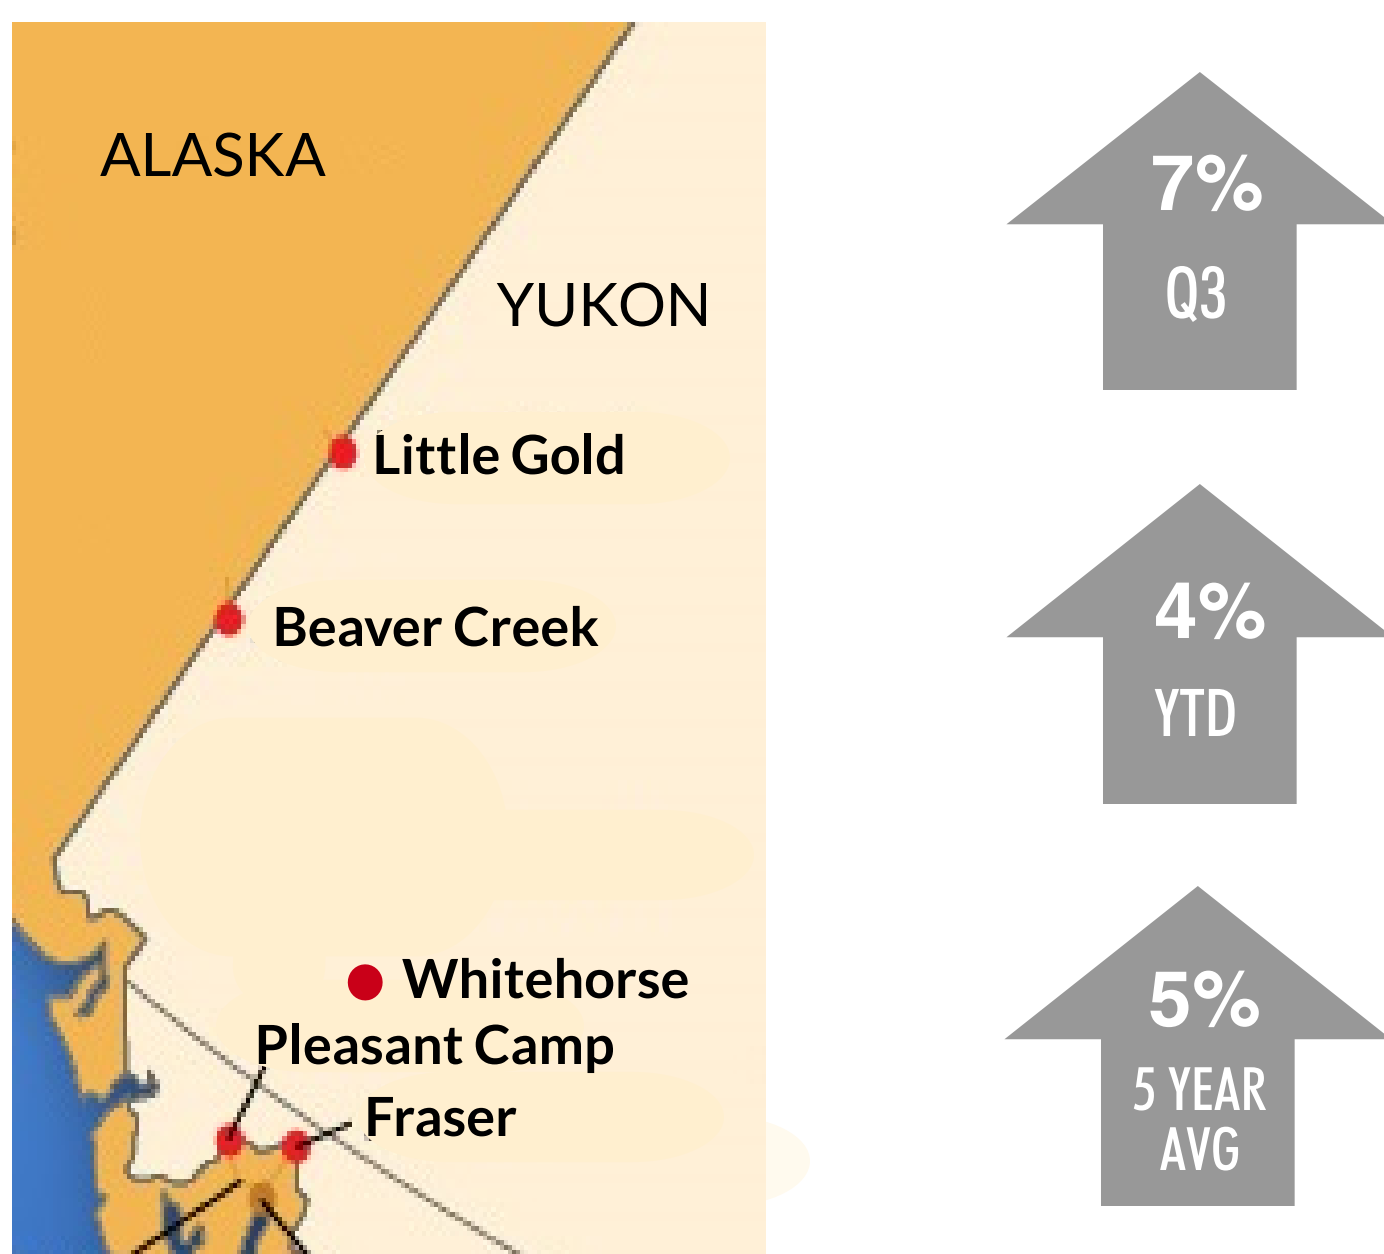 ALASKA
YUKON
Little Gold
Beaver Creek
Whitehorse
Pleasant Camp
Fraser
7%
Q3
4%
YTD
5%
5 YEAR
AVG